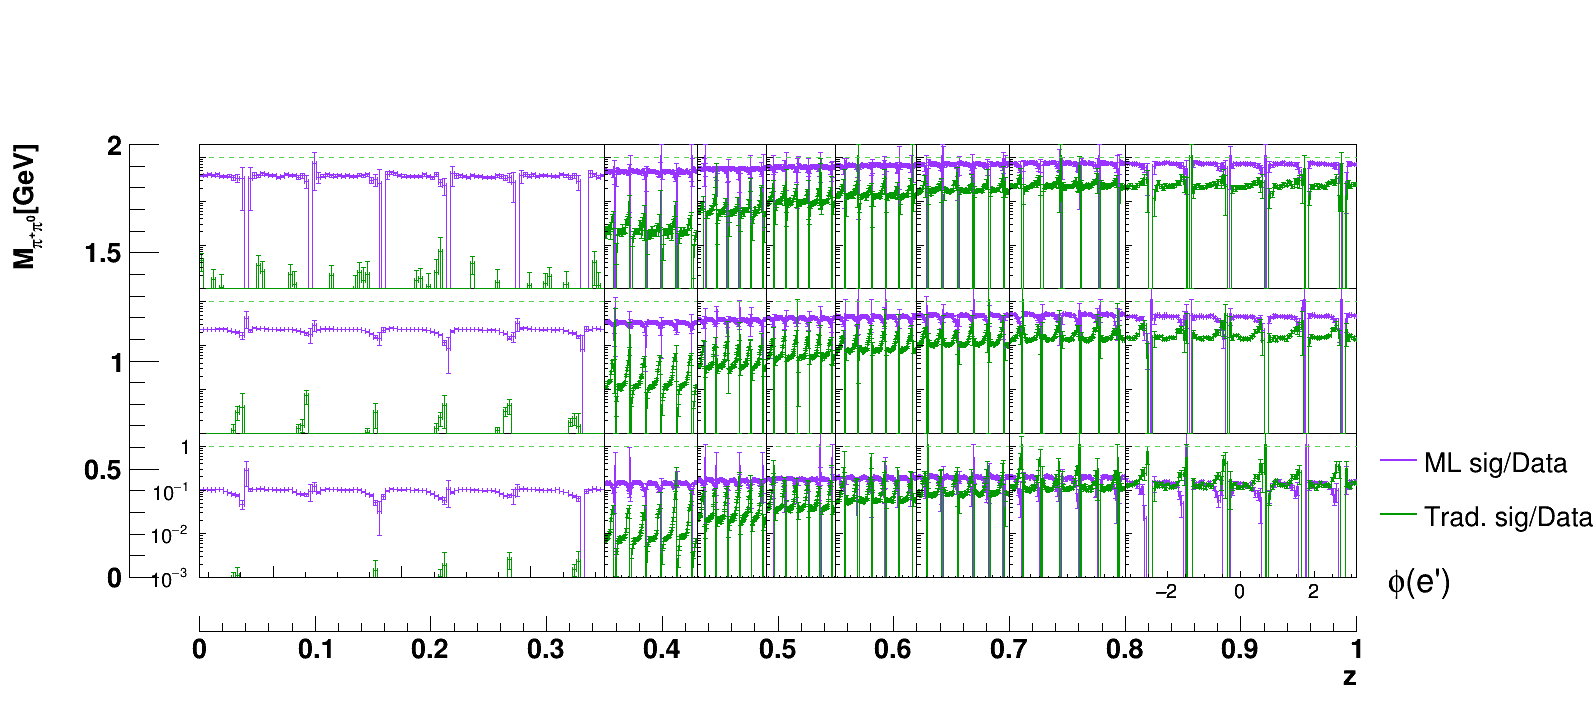 M π⁺π⁰ [GeV]
2
1.5
1
0.5
0
1
10⁻¹
10⁻²
10⁻³
−2 0 2
ϕ(e')
ML sig/Data
Trad. sig/Data
0 0.1 0.2 0.3 0.4 0.5 0.6 0.7 0.8 0.9 1
z